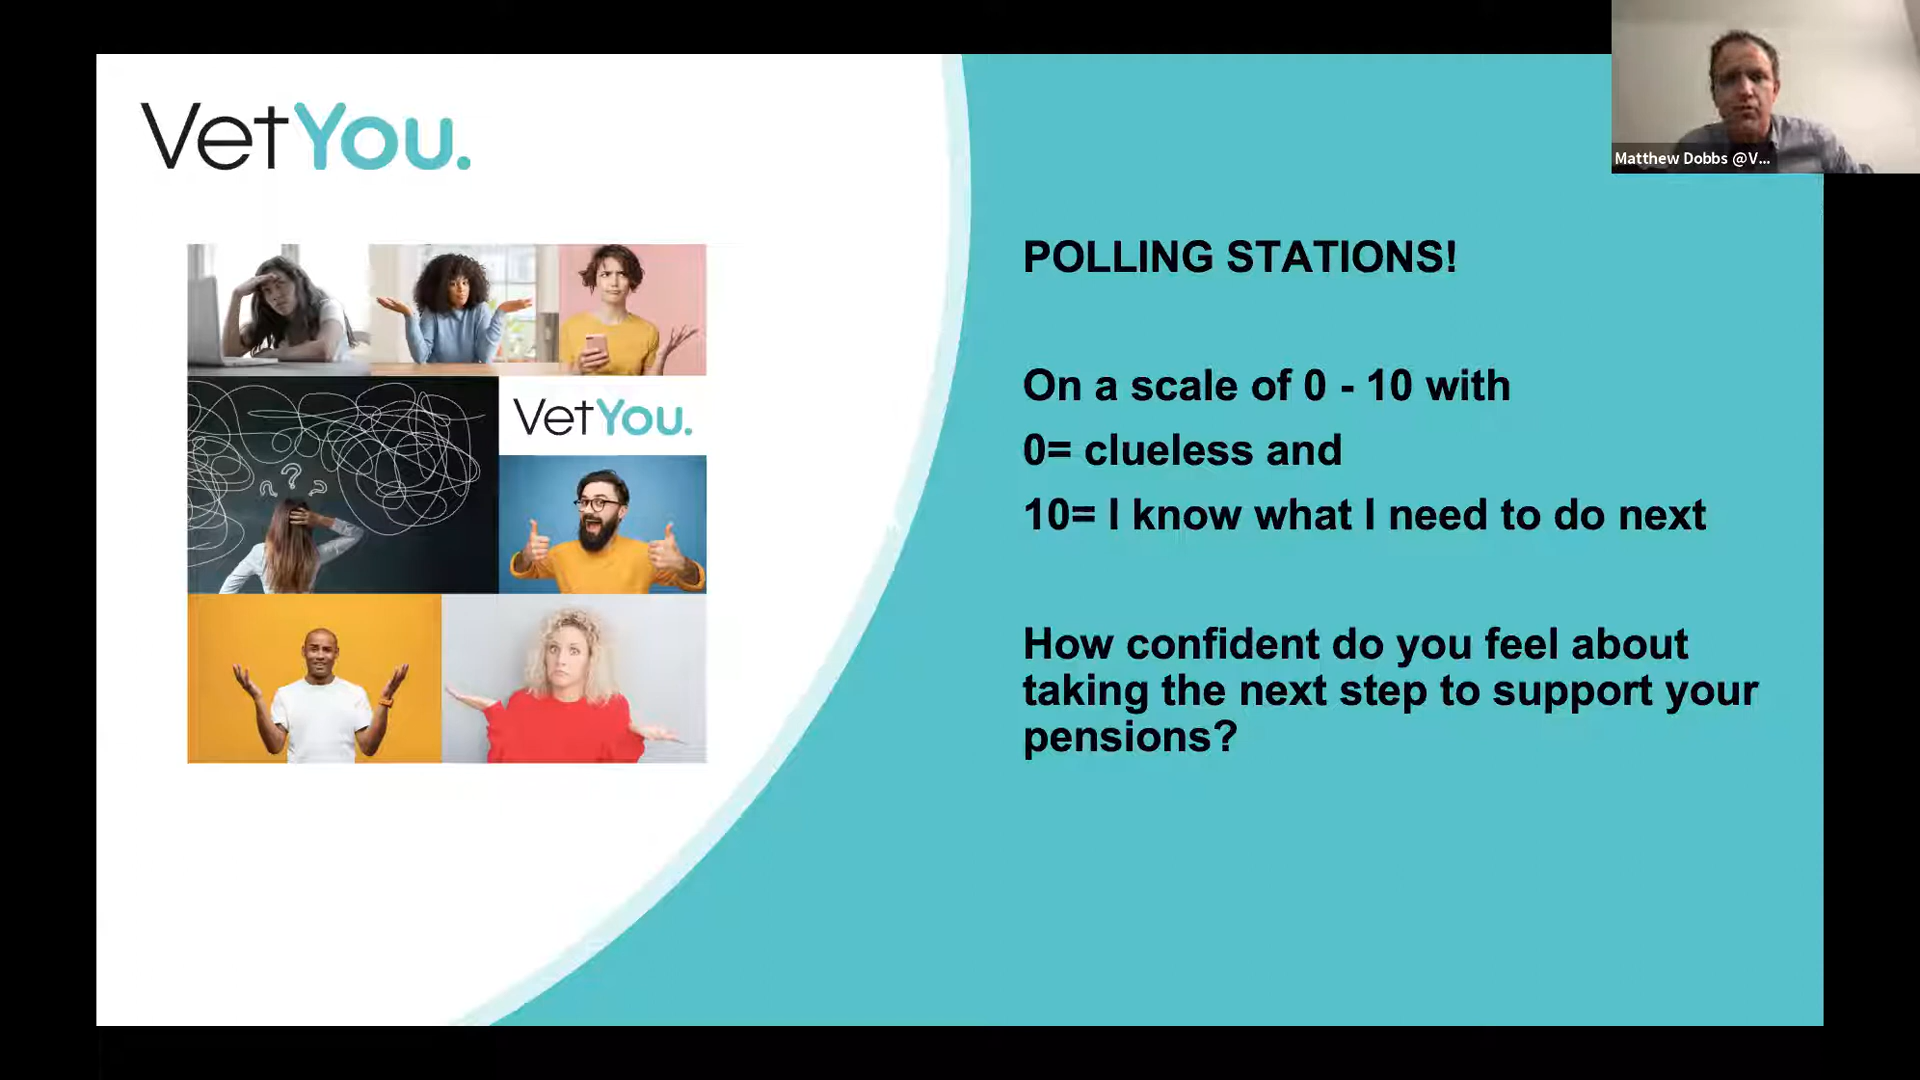 VetYou.
Matthew Dobbs @V...
POLLING STATIONS!
On a scale of 0 - 10 with
0= clueless and
10= I know what I need to do next
How confident do you feel about
taking the next step to support your
pensions?
VetYou.
? ? ?